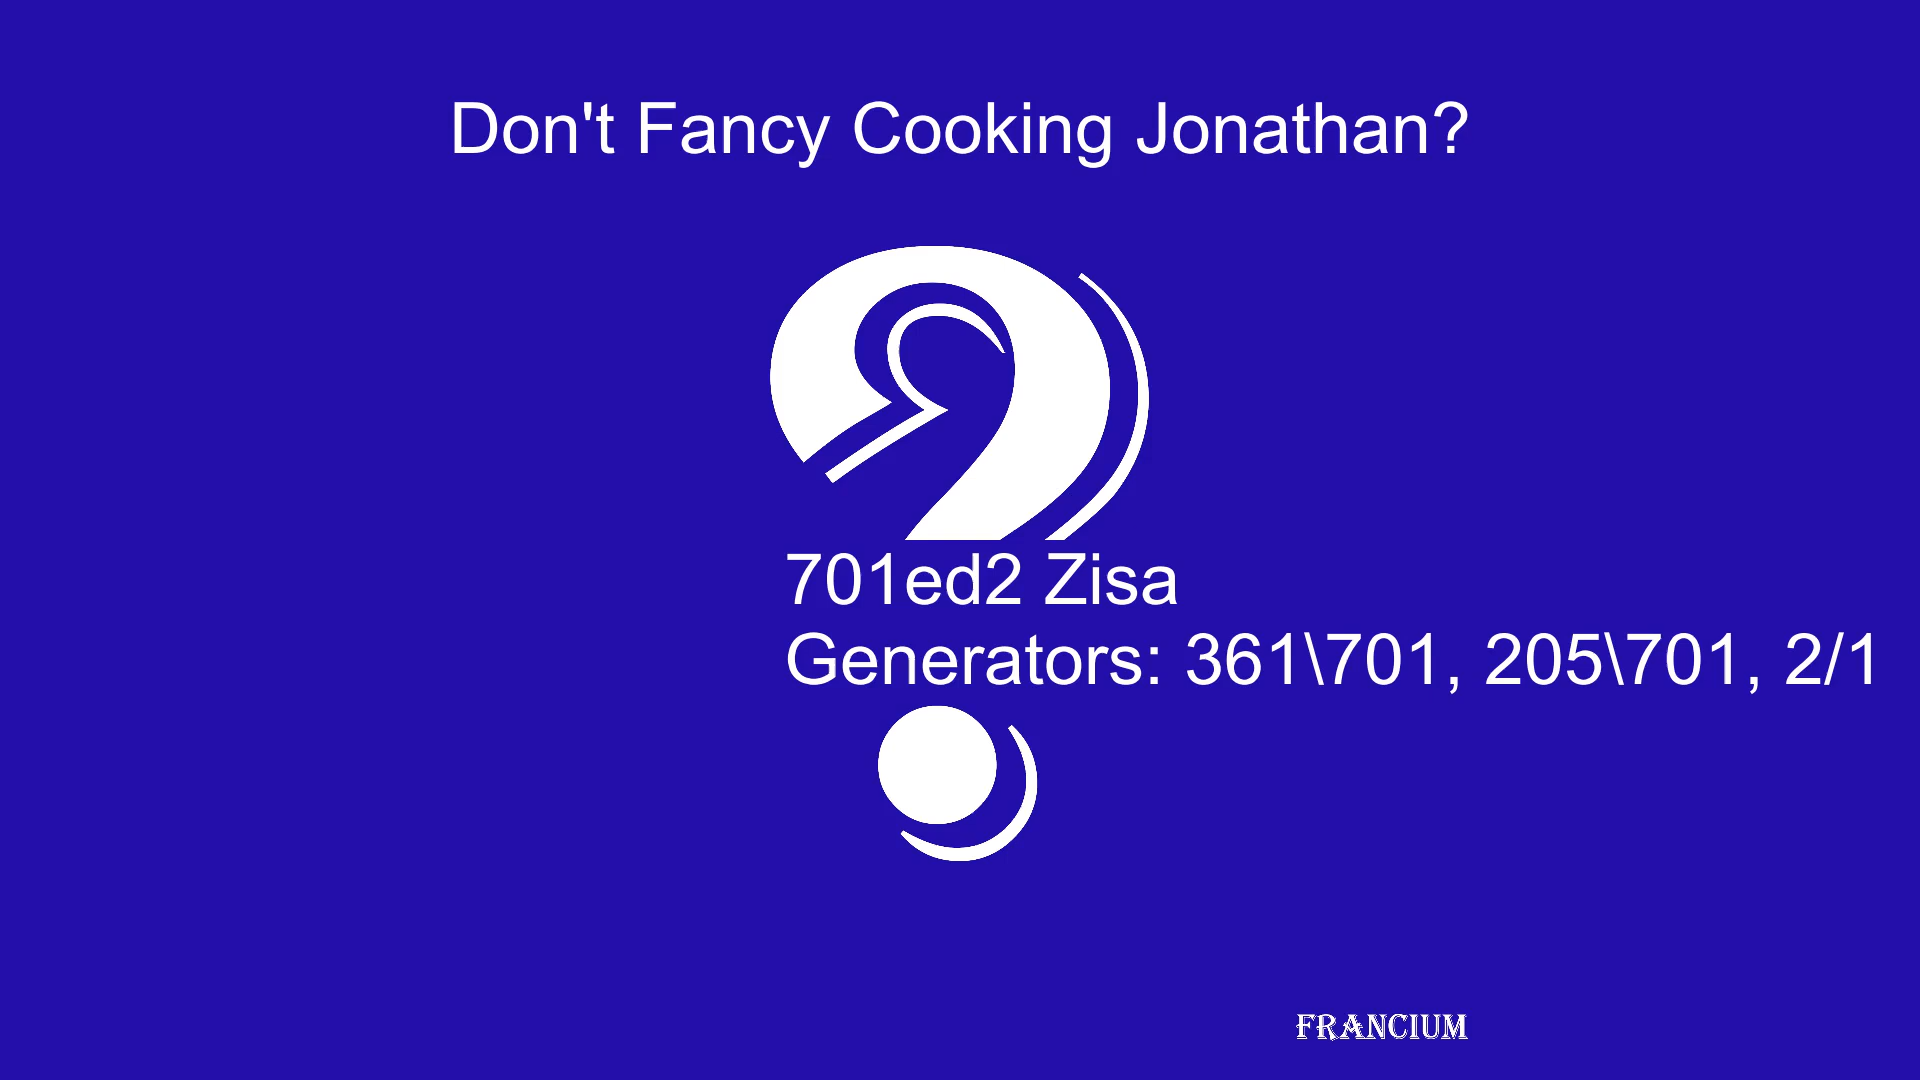 Don't Fancy Cooking Jonathan?
?
701ed2 Zisa
Generators: 361\701, 205\701, 2/1
FRANCIUM